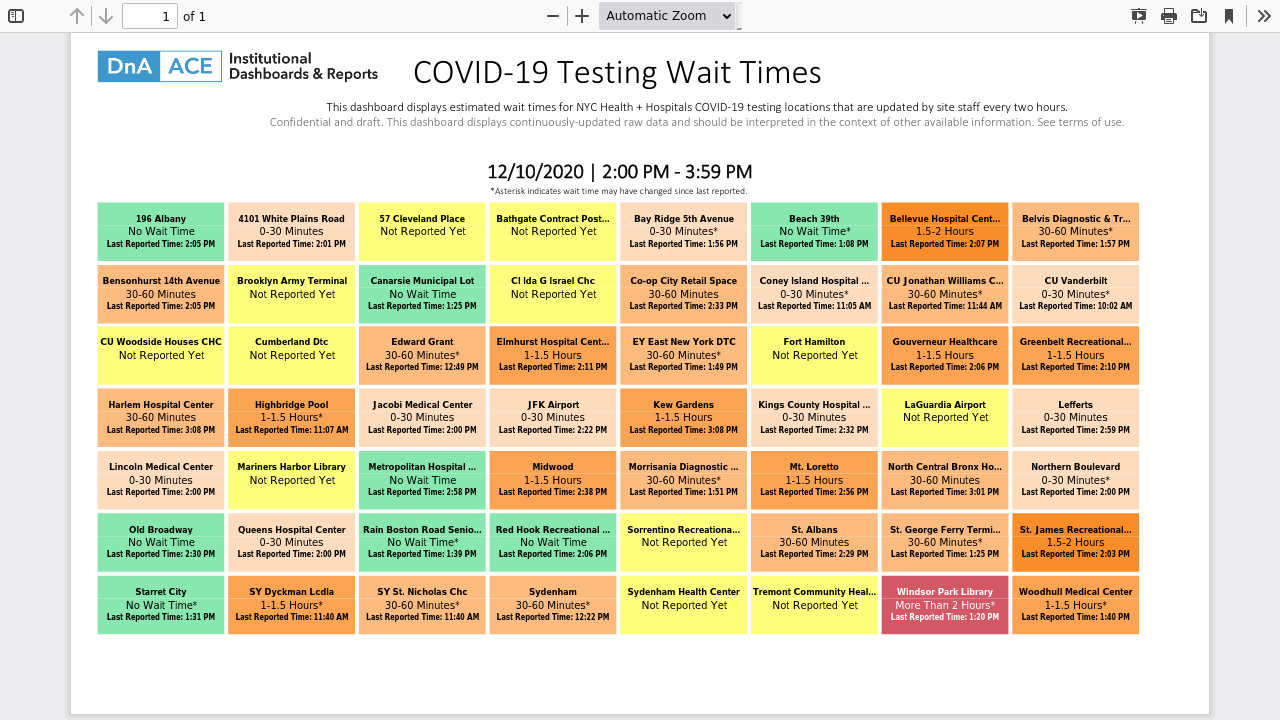 1 of 1 Automatic Zoom
DnA ACE Institutional Dashboards & Reports
COVID-19 Testing Wait Times
This dashboard displays estimated wait times for NYC Health + Hospitals COVID-19 testing locations that are updated by site staff every two hours.
Confidential and draft. This dashboard displays continuously-updated raw data and should be interpreted in the context of other available information. See terms of use.
12/10/2020 | 2:00 PM - 3:59 PM
*Asterisk indicates wait time may have changed since last reported.
196 Albany
No Wait Time
Last Reported Time: 2:05 PM
4101 White Plains Road
0-30 Minutes
Last Reported Time: 2:01 PM
57 Cleveland Place
Not Reported Yet
Bathgate Contract Post...
Not Reported Yet
Bay Ridge 5th Avenue
0-30 Minutes*
Last Reported Time: 1:56 PM
Beach 39th
No Wait Time*
Last Reported Time: 1:08 PM
Bellevue Hospital Cent...
1.5-2 Hours
Last Reported Time: 2:07 PM
Belvis Diagnostic & Tr...
30-60 Minutes*
Last Reported Time: 1:57 PM
Bensonhurst 14th Avenue
30-60 Minutes
Last Reported Time: 2:05 PM
Brooklyn Army Terminal
Not Reported Yet
Canarsie Municipal Lot
No Wait Time
Last Reported Time: 1:25 PM
Cl Ida G Israel Chc
Not Reported Yet
Co-op City Retail Space
30-60 Minutes
Last Reported Time: 2:33 PM
Coney Island Hospital ...
0-30 Minutes*
Last Reported Time: 11:05 AM
CU Jonathan Williams C...
30-60 Minutes*
Last Reported Time: 11:44 AM
CU Vanderbilt
0-30 Minutes*
Last Reported Time: 10:02 AM
CU Woodside Houses CHC
Not Reported Yet
Cumberland Dtc
Not Reported Yet
Edward Grant
30-60 Minutes*
Last Reported Time: 12:49 PM
Elmhurst Hospital Cent...
1-1.5 Hours
Last Reported Time: 2:11 PM
EY East New York DTC
30-60 Minutes*
Last Reported Time: 1:49 PM
Fort Hamilton
Not Reported Yet
Gouverneur Healthcare
1-1.5 Hours
Last Reported Time: 2:06 PM
Greenbelt Recreational...
1-1.5 Hours
Last Reported Time: 2:10 PM
Harlem Hospital Center
30-60 Minutes
Last Reported Time: 3:08 PM
Highbridge Pool
1-1.5 Hours*
Last Reported Time: 11:07 AM
Jacobi Medical Center
0-30 Minutes
Last Reported Time: 2:00 PM
JFK Airport
0-30 Minutes
Last Reported Time: 2:22 PM
Kew Gardens
1-1.5 Hours
Last Reported Time: 3:08 PM
Kings County Hospital ...
0-30 Minutes
Last Reported Time: 2:32 PM
LaGuardia Airport
Not Reported Yet
Lefferts
0-30 Minutes
Last Reported Time: 2:59 PM
Lincoln Medical Center
0-30 Minutes
Last Reported Time: 2:00 PM
Mariners Harbor Library
Not Reported Yet
Metropolitan Hospital ...
No Wait Time
Last Reported Time: 2:58 PM
Midwood
1-1.5 Hours
Last Reported Time: 2:38 PM
Morrisania Diagnostic ...
30-60 Minutes*
Last Reported Time: 1:51 PM
Mt. Loretto
1-1.5 Hours
Last Reported Time: 2:56 PM
North Central Bronx Ho...
30-60 Minutes
Last Reported Time: 3:01 PM
Northern Boulevard
0-30 Minutes*
Last Reported Time: 2:00 PM
Old Broadway
No Wait Time
Last Reported Time: 2:30 PM
Queens Hospital Center
0-30 Minutes
Last Reported Time: 2:00 PM
Rain Boston Road Senio...
No Wait Time*
Last Reported Time: 1:39 PM
Red Hook Recreational ...
No Wait Time
Last Reported Time: 2:06 PM
Sorrentino Recreationa...
Not Reported Yet
St. Albans
30-60 Minutes
Last Reported Time: 2:29 PM
St. George Ferry Termi...
30-60 Minutes*
Last Reported Time: 1:25 PM
St. James Recreational...
1.5-2 Hours
Last Reported Time: 2:03 PM
Starret City
No Wait Time*
Last Reported Time: 1:31 PM
SY Dyckman Lcdla
1-1.5 Hours*
Last Reported Time: 11:40 AM
SY St. Nicholas Chc
30-60 Minutes*
Last Reported Time: 11:40 AM
Sydenham
30-60 Minutes*
Last Reported Time: 12:22 PM
Sydenham Health Center
Not Reported Yet
Tremont Community Heal...
Not Reported Yet
Windsor Park Library
More Than 2 Hours*
Last Reported Time: 1:20 PM
Woodhull Medical Center
1-1.5 Hours*
Last Reported Time: 1:40 PM